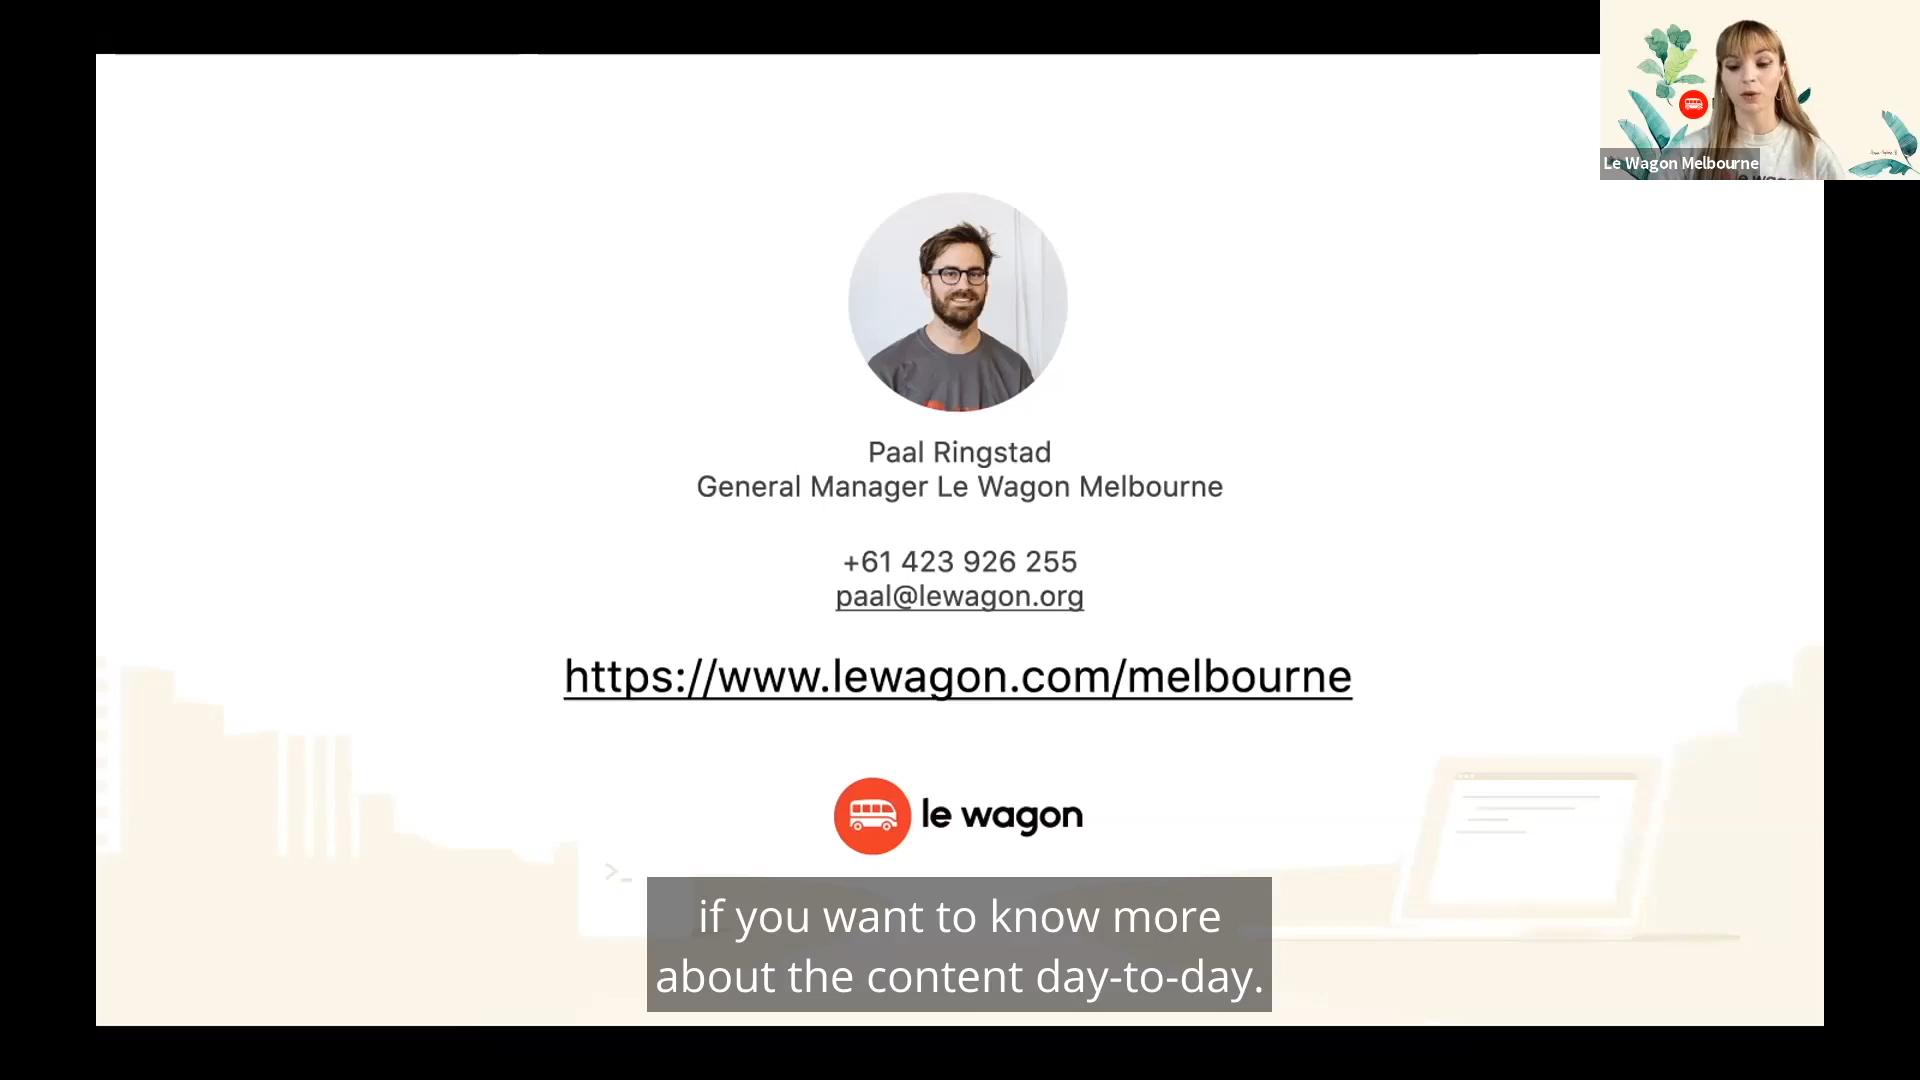 Le Wagon Melbourne
Paal Ringstad
General Manager Le Wagon Melbourne
+61 423 926 255
paal@lewagon.org
https://www.lewagon.com/melbourne
le wagon
>_
if you want to know more
about the content day-to-day.